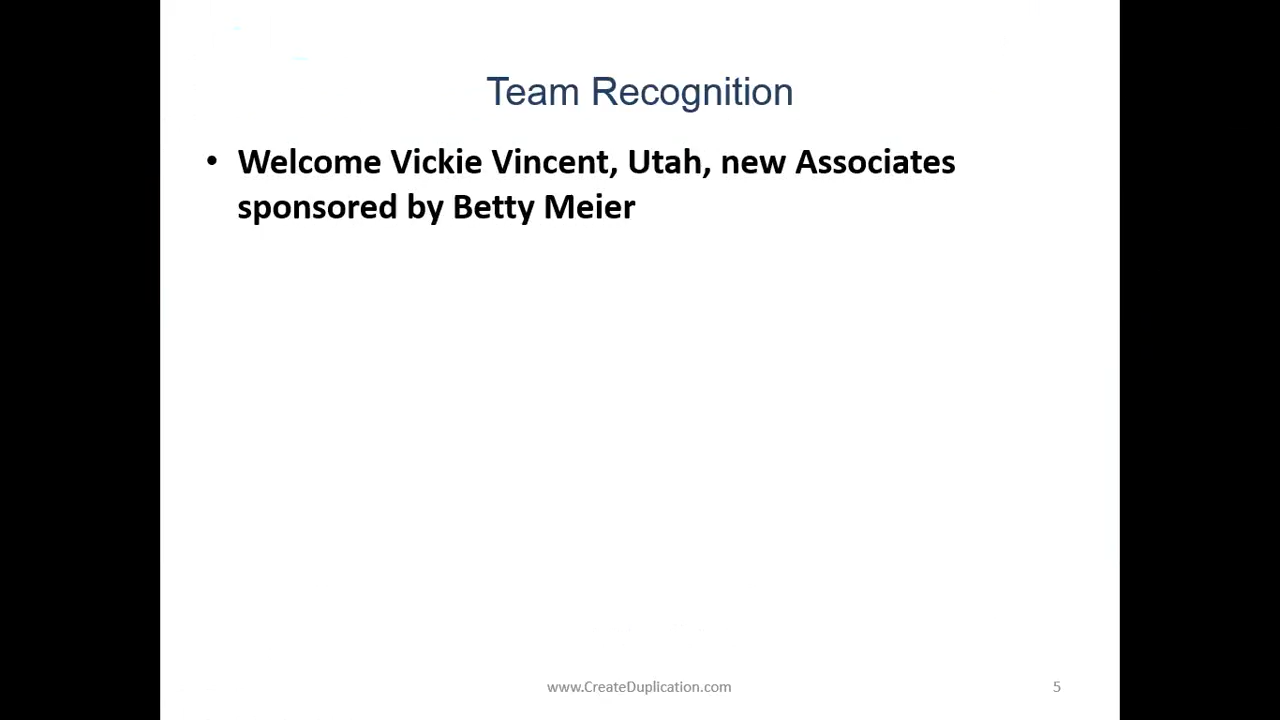 Team Recognition
• Welcome Vickie Vincent, Utah, new Associates
sponsored by Betty Meier
www.CreateDuplication.com
5